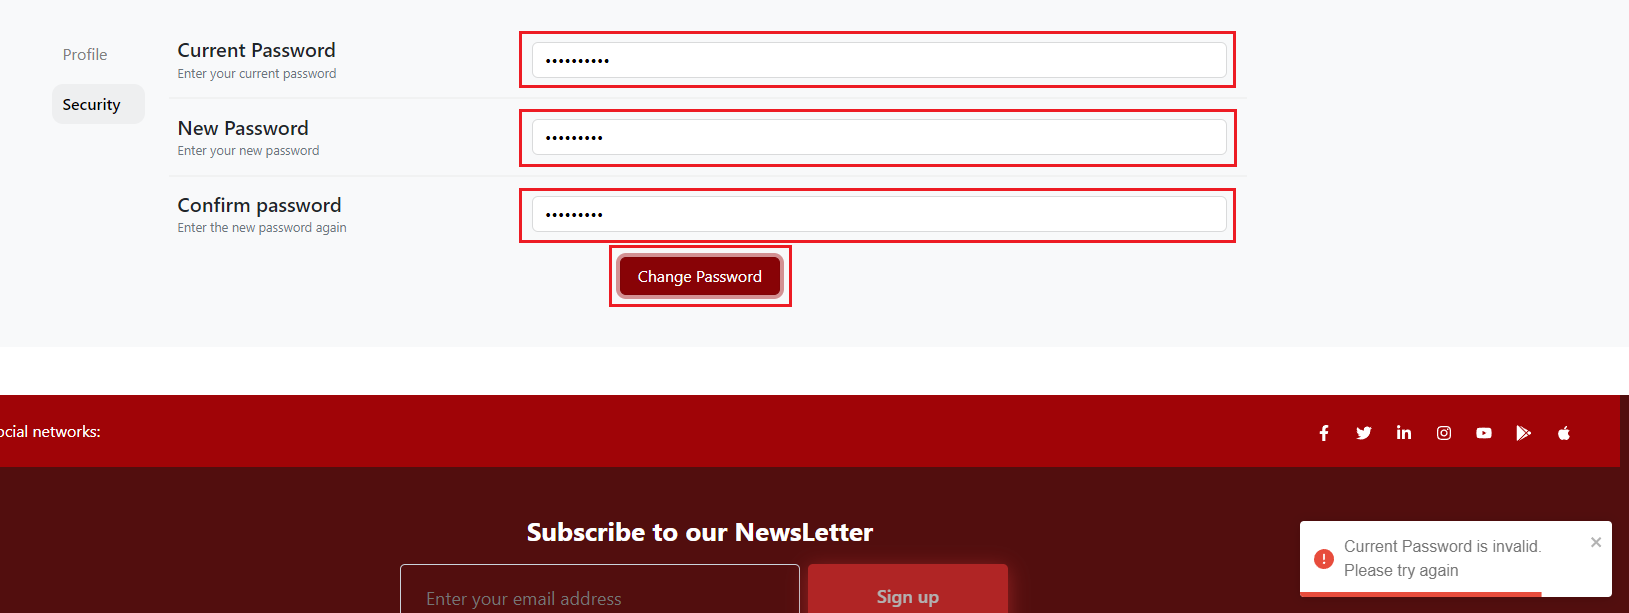 Profile
Security
Current Password
Enter your current password
••••••••••
New Password
Enter your new password
•••••••••
Confirm password
Enter the new password again
•••••••••
Change Password
ocial networks:
Subscribe to our NewsLetter
Enter your email address
Sign up
Current Password is invalid.
Please try again